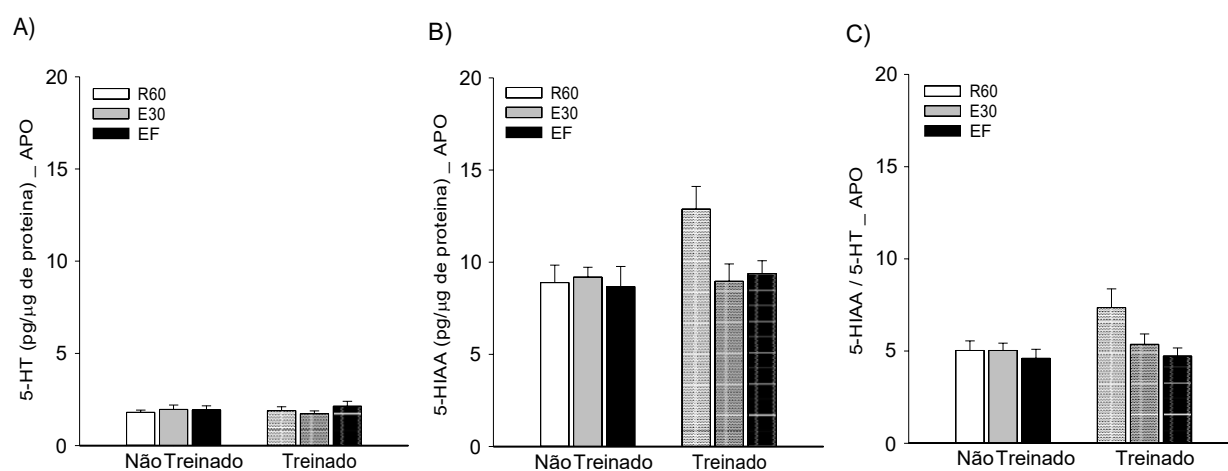 A)
5-HT (pg/μg de proteina) _ APO
20
15
10
5
0
R60
E30
EF
Não Treinado
Treinado
B)
5-HIAA (pg/μg de proteina) _ APO
20
15
10
5
0
R60
E30
EF
Não Treinado
Treinado
C)
5-HIAA / 5-HT _ APO
20
15
10
5
0
R60
E30
EF
Não Treinado
Treinado